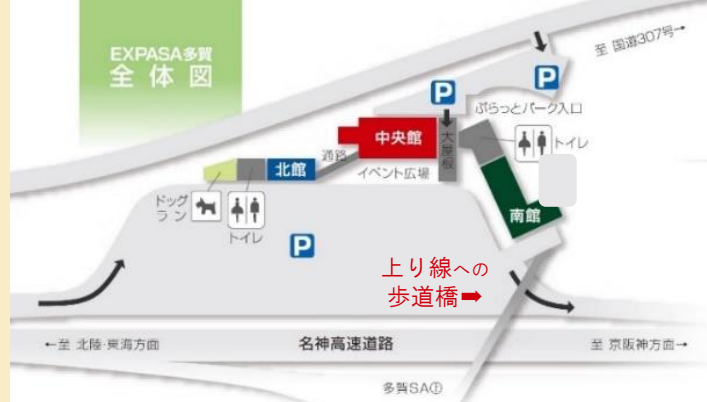 EXPASA多賀
全体図
至 国道307号→
P
P
ぷらっとパーク入口
中央館
大屋根
トイレ
通路
イベント広場
北館
ドッグ
ラン
トイレ
南館
P
上り線への
歩道橋➡
←至 北陸・東海方面
名神高速道路
至 京阪神方面→
多賀SA㊤